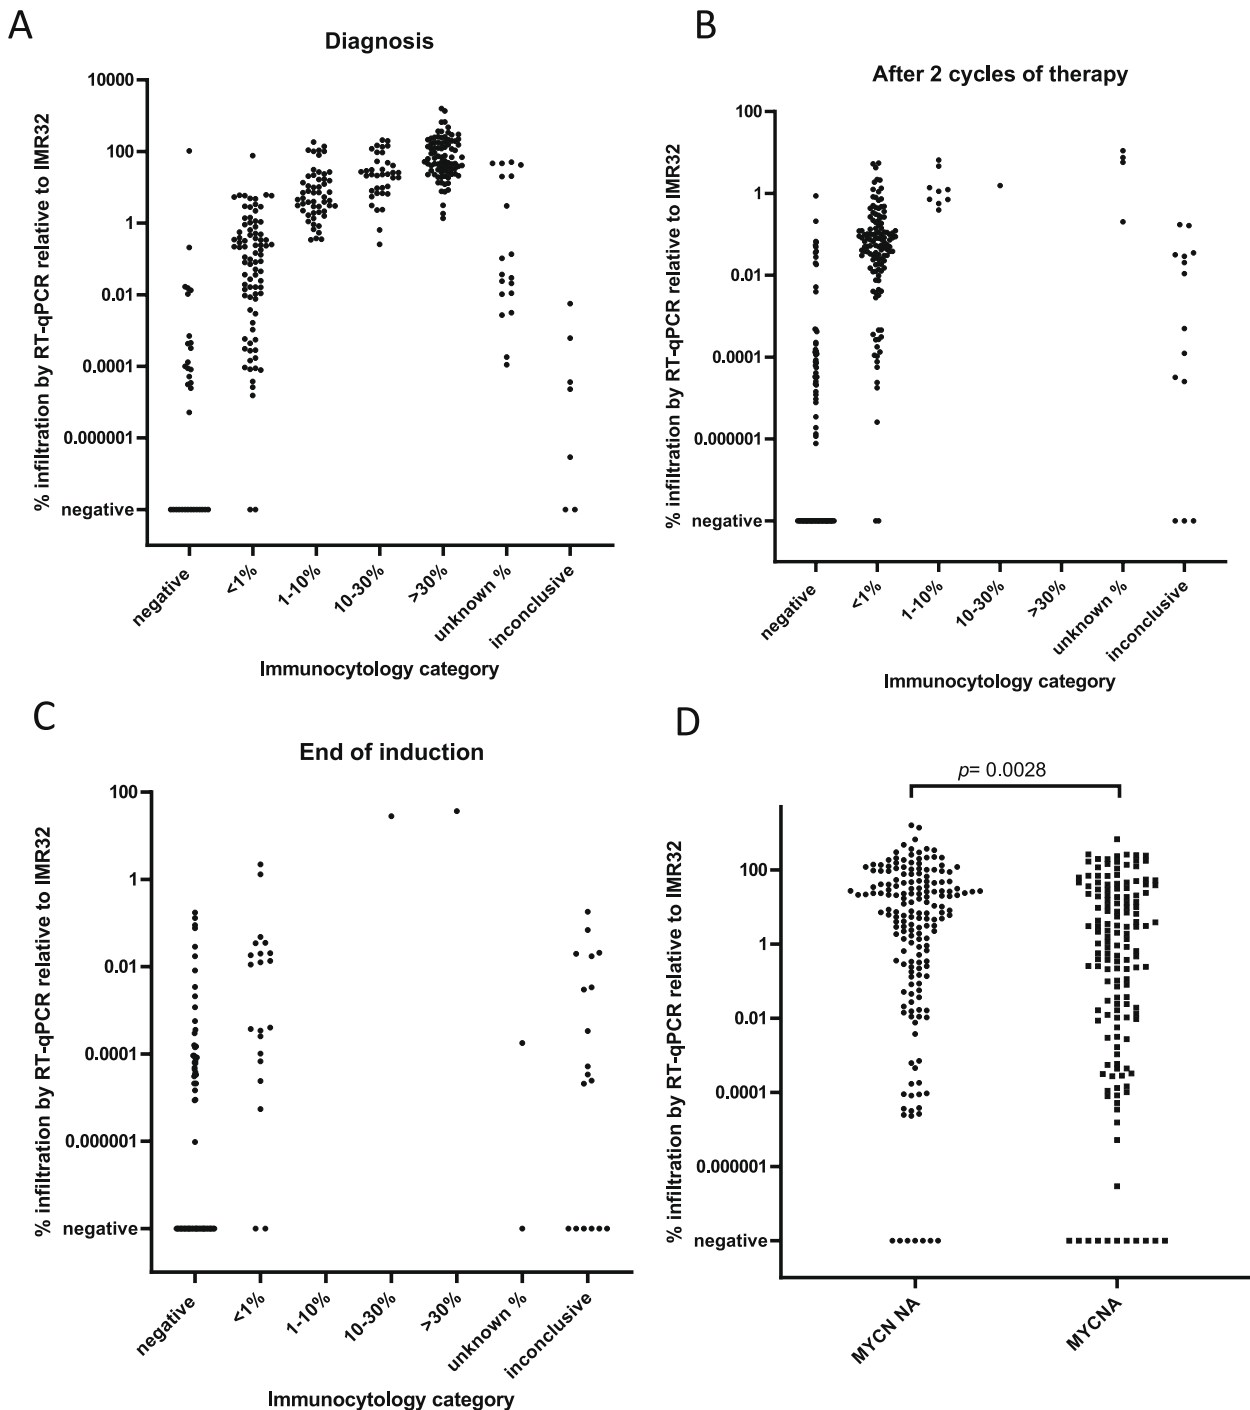 A
Diagnosis
% infiltration by RT-qPCR relative to IMR32
10000
100
1
0.01
0.0001
0.000001
negative
negative
<1%
1-10%
10-30%
>30%
unknown %
inconclusive
Immunocytology category
B
After 2 cycles of therapy
% infiltration by RT-qPCR relative to IMR32
100
1
0.01
0.0001
0.000001
negative
negative
<1%
1-10%
10-30%
>30%
unknown %
inconclusive
Immunocytology category
C
End of induction
% infiltration by RT-qPCR relative to IMR32
100
1
0.01
0.0001
0.000001
negative
negative
<1%
1-10%
10-30%
>30%
unknown %
inconclusive
Immunocytology category
D
p= 0.0028
% infiltration by RT-qPCR relative to IMR32
100
1
0.01
0.0001
0.000001
negative
MYCN NA
MYCNA